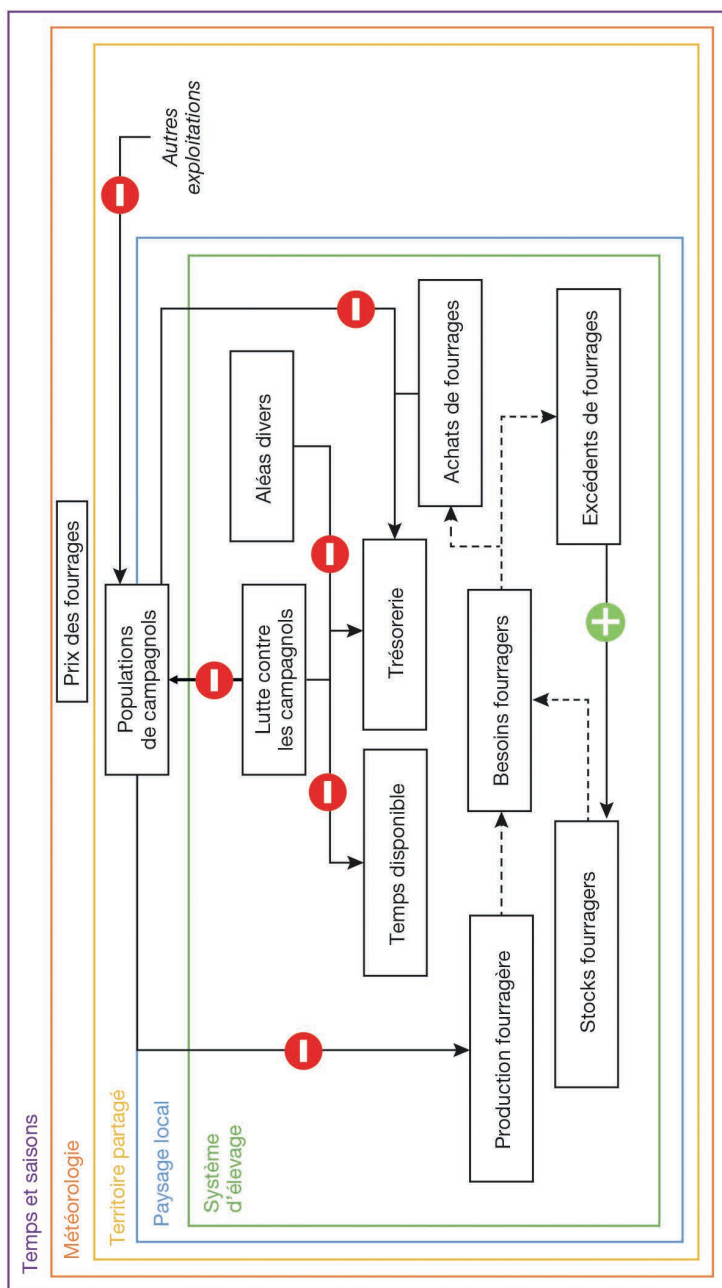 Temps et saisons
Météorologie
Prix des fourrages
Territoire partagé
Autres
exploitations
Paysage local
Populations
de campagnols
Système
d'élevage
Lutte contre
les campagnols
Aléas divers
Temps disponible
Trésorerie
Achats de fourrages
Production fourragère
Besoins fourragers
Stocks fourragers
Excédents de fourrages